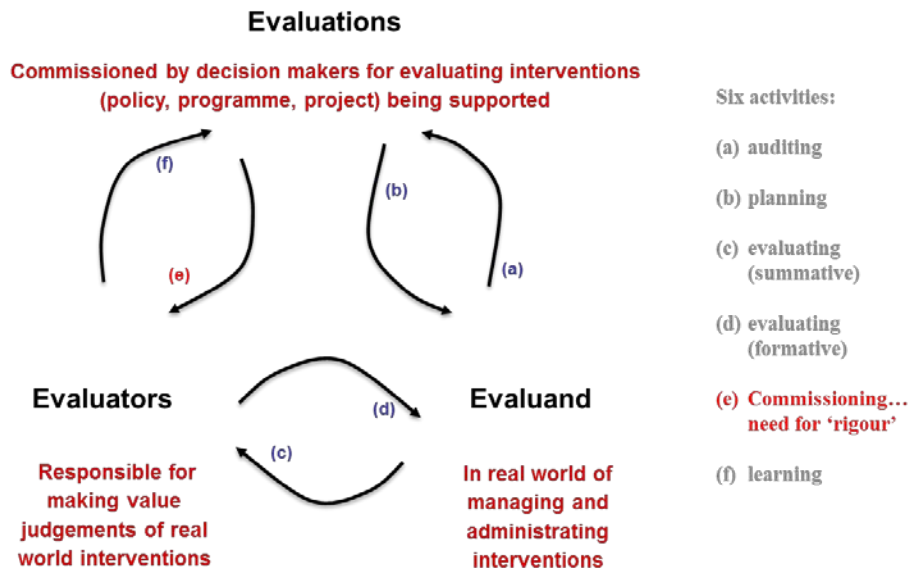 Evaluations
Commissioned by decision makers for evaluating interventions
(policy, programme, project) being supported
(f)
(b)
(e)
(a)
Evaluators
Evaluand
(d)
(c)
Responsible for
making value
judgements of real
world interventions
In real world of
managing and
administrating
interventions
Six activities:
(a) auditing
(b) planning
(c) evaluating
(summative)
(d) evaluating
(formative)
(e) Commissioning…
need for ‘rigour’
(f) learning